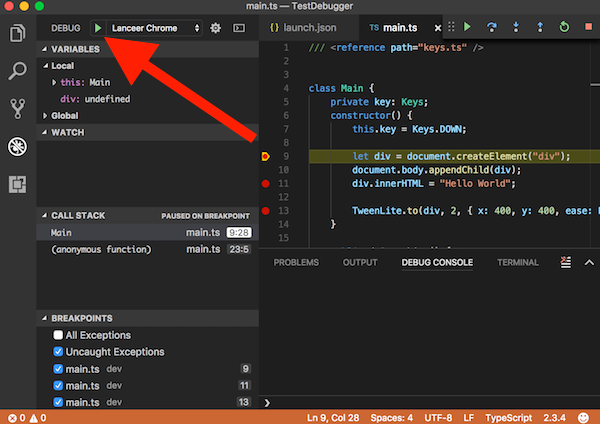 main.ts — TestDebugger
DEBUG Lanceer Chrome
VARIABLES
Local
this: Main
div: undefined
Global
WATCH
CALL STACK PAUSED ON BREAKPOINT
Main main.ts 9:28
(anonymous function) main.ts 23:5
BREAKPOINTS
All Exceptions
Uncaught Exceptions
main.ts dev 9
main.ts dev 11
main.ts dev 13
{} launch.json
TS main.ts
1 /// <reference path="keys.ts" />
2
3
4 class Main {
5 private key: Keys;
6 constructor() {
7 this.key = Keys.DOWN;
8
9 let div = document.createElement("div");
10 document.body.appendChild(div);
11 div.innerHTML = "Hello World";
12
13 TweenLite.to(div, 2, { x: 400, y: 400, ease:
14 }
15
PROBLEMS OUTPUT DEBUG CONSOLE TERMINAL
0 0 Ln 9, Col 28 Spaces: 4 UTF-8 LF TypeScript 2.3.4